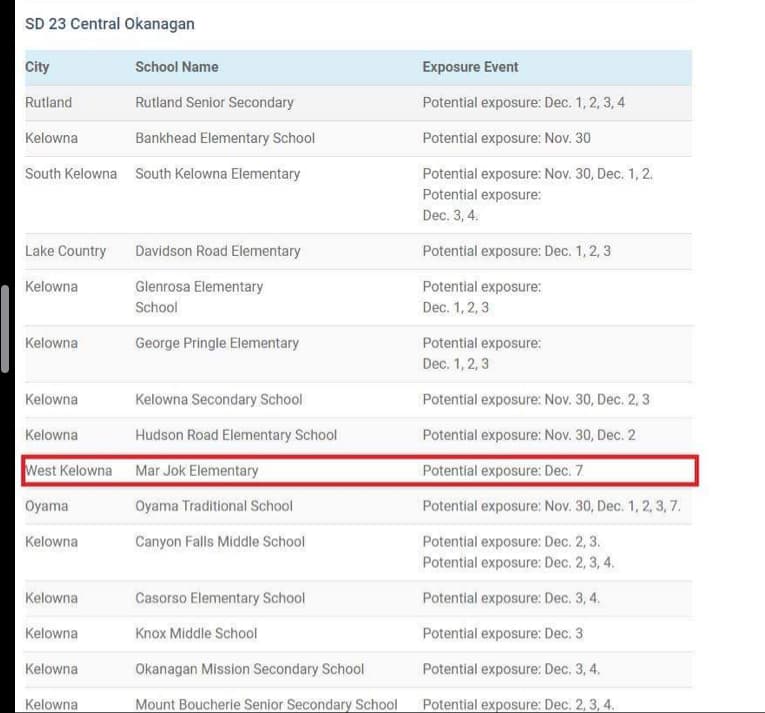 SD 23 Central Okanagan
City School Name Exposure Event
Rutland Rutland Senior Secondary Potential exposure: Dec. 1, 2, 3, 4
Kelowna Bankhead Elementary School Potential exposure: Nov. 30
South Kelowna South Kelowna Elementary Potential exposure: Nov. 30, Dec. 1, 2.
Potential exposure:
Dec. 3, 4.
Lake Country Davidson Road Elementary Potential exposure: Dec. 1, 2, 3
Kelowna Glenrosa Elementary Potential exposure:
School Dec. 1, 2, 3
Kelowna George Pringle Elementary Potential exposure:
Dec. 1, 2, 3
Kelowna Kelowna Secondary School Potential exposure: Nov. 30, Dec. 2, 3
Kelowna Hudson Road Elementary School Potential exposure: Nov. 30, Dec. 2
West Kelowna Mar Jok Elementary Potential exposure: Dec. 7
Oyama Oyama Traditional School Potential exposure: Nov. 30, Dec. 1, 2, 3, 7.
Kelowna Canyon Falls Middle School Potential exposure: Dec. 2, 3.
Potential exposure: Dec. 2, 3, 4.
Kelowna Casorso Elementary School Potential exposure: Dec. 3, 4.
Kelowna Knox Middle School Potential exposure: Dec. 3
Kelowna Okanagan Mission Secondary School Potential exposure: Dec. 3, 4.
Kelowna Mount Boucherie Senior Secondary School Potential exposure: Dec. 2, 3, 4.